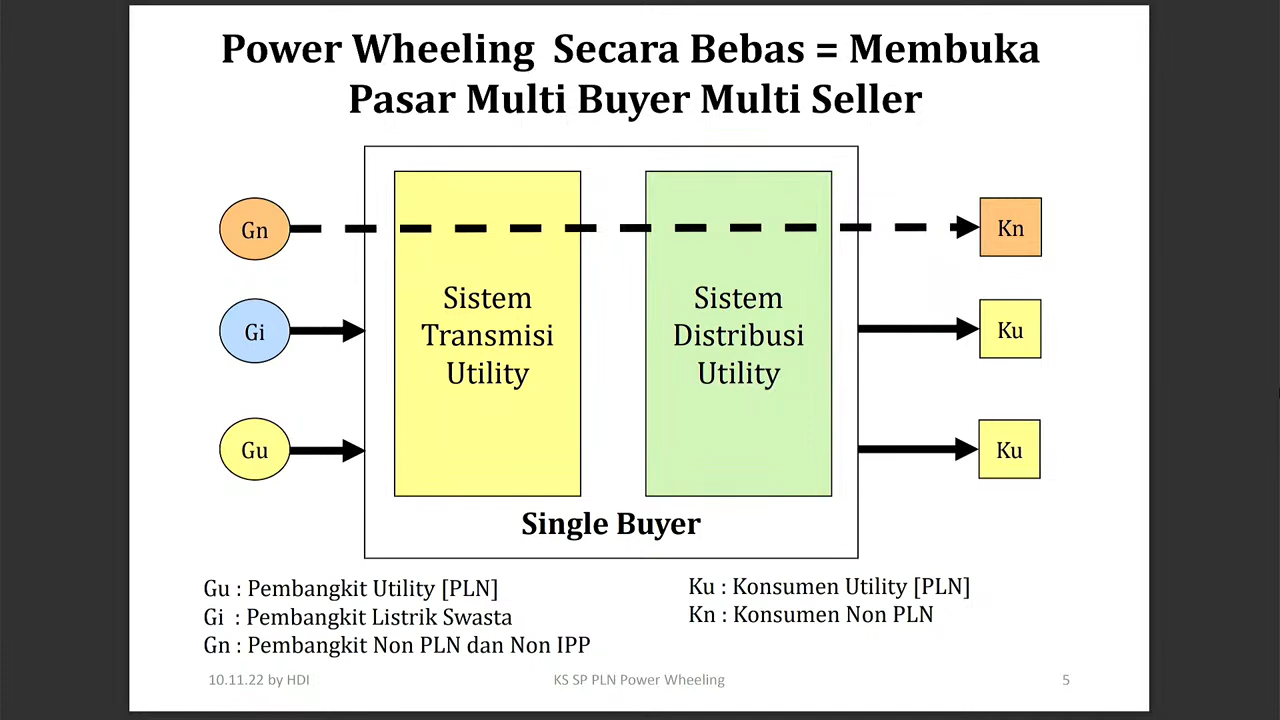 Power Wheeling Secara Bebas = Membuka
Pasar Multi Buyer Multi Seller
Gn
Kn
Sistem
Transmisi
Utility
Sistem
Distribusi
Utility
Gi
Ku
Gu
Ku
Single Buyer
Gu : Pembangkit Utility [PLN]
Gi : Pembangkit Listrik Swasta
Gn : Pembangkit Non PLN dan Non IPP
Ku : Konsumen Utility [PLN]
Kn : Konsumen Non PLN
10.11.22 by HDI
KS SP PLN Power Wheeling
5